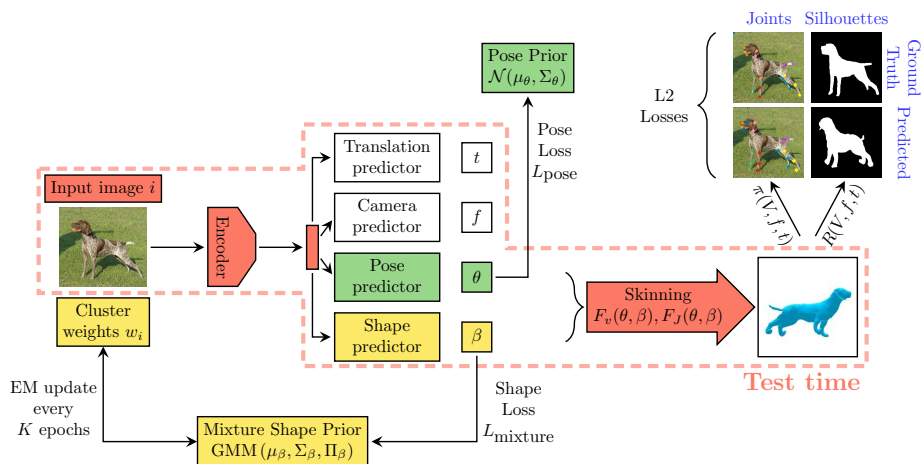 Joints Silhouettes
Ground
Truth
Predicted
L2
Losses
Pose Prior
𝒩(μ_θ, Σ_θ)
Pose
Loss
L_pose
Translation
predictor
t
Camera
predictor
f
Pose
predictor
θ
Shape
predictor
β
Input image i
Encoder
π(V, f, t)
R(V, f, t)
Skinning
F_v(θ, β), F_J(θ, β)
Test time
Cluster
weights w_i
EM update
every
K epochs
Shape
Loss
L_mixture
Mixture Shape Prior
GMM (μ_β, Σ_β, Π_β)